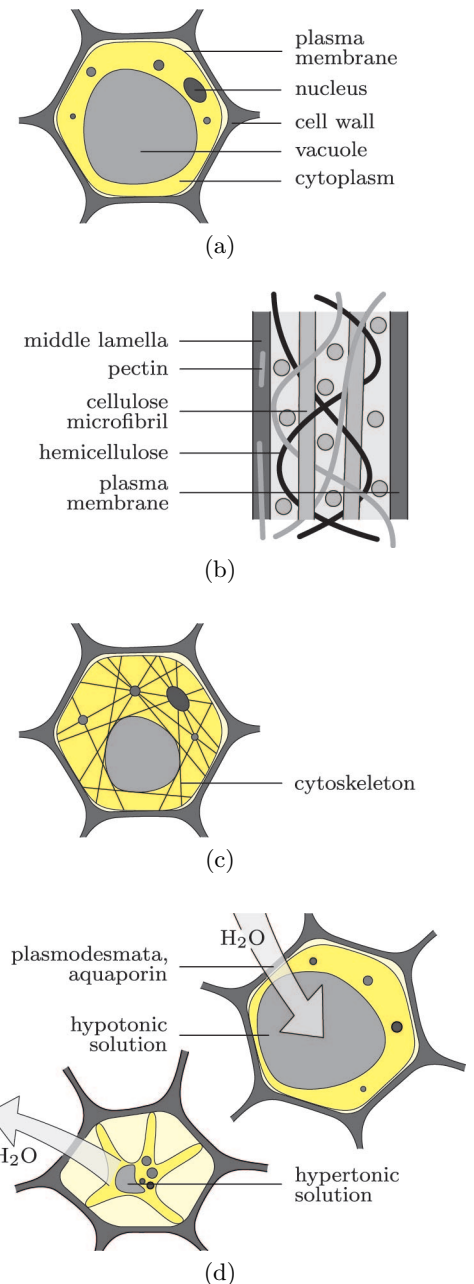 plasma
membrane
nucleus
cell wall
vacuole
cytoplasm
(a)
middle lamella
pectin
cellulose
microfibril
hemicellulose
plasma
membrane
(b)
cytoskeleton
(c)
H₂O
plasmodesmata,
aquaporin
hypotonic
solution
H₂O
hypertonic
solution
(d)